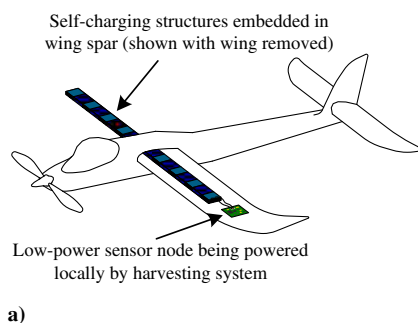 Self-charging structures embedded in
wing spar (shown with wing removed)
Low-power sensor node being powered
locally by harvesting system
a)